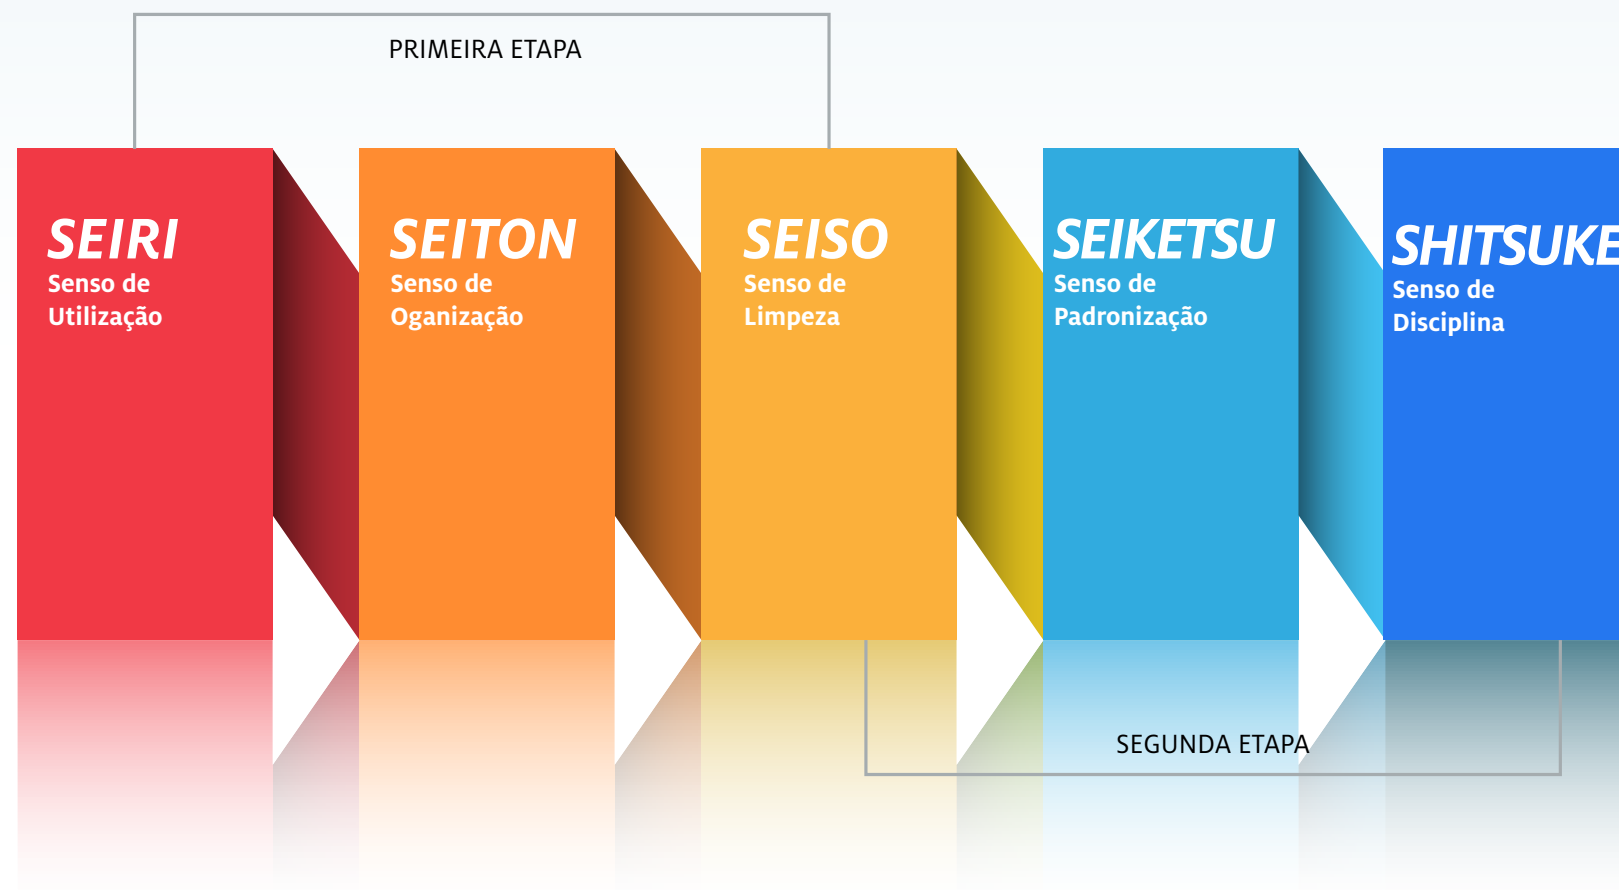 PRIMEIRA ETAPA
SEIRI
Senso de
Utilização
SEITON
Senso de
Oganização
SEISO
Senso de
Limpeza
SEIKETSU
Senso de
Padronização
SHITSUKE
Senso de
Disciplina
SEGUNDA ETAPA